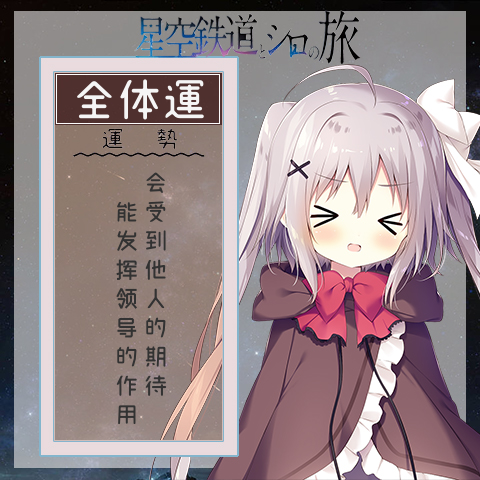 星空鉄道とシロの旅
全体運
運勢
会受到他人的期待
能发挥领导的作用